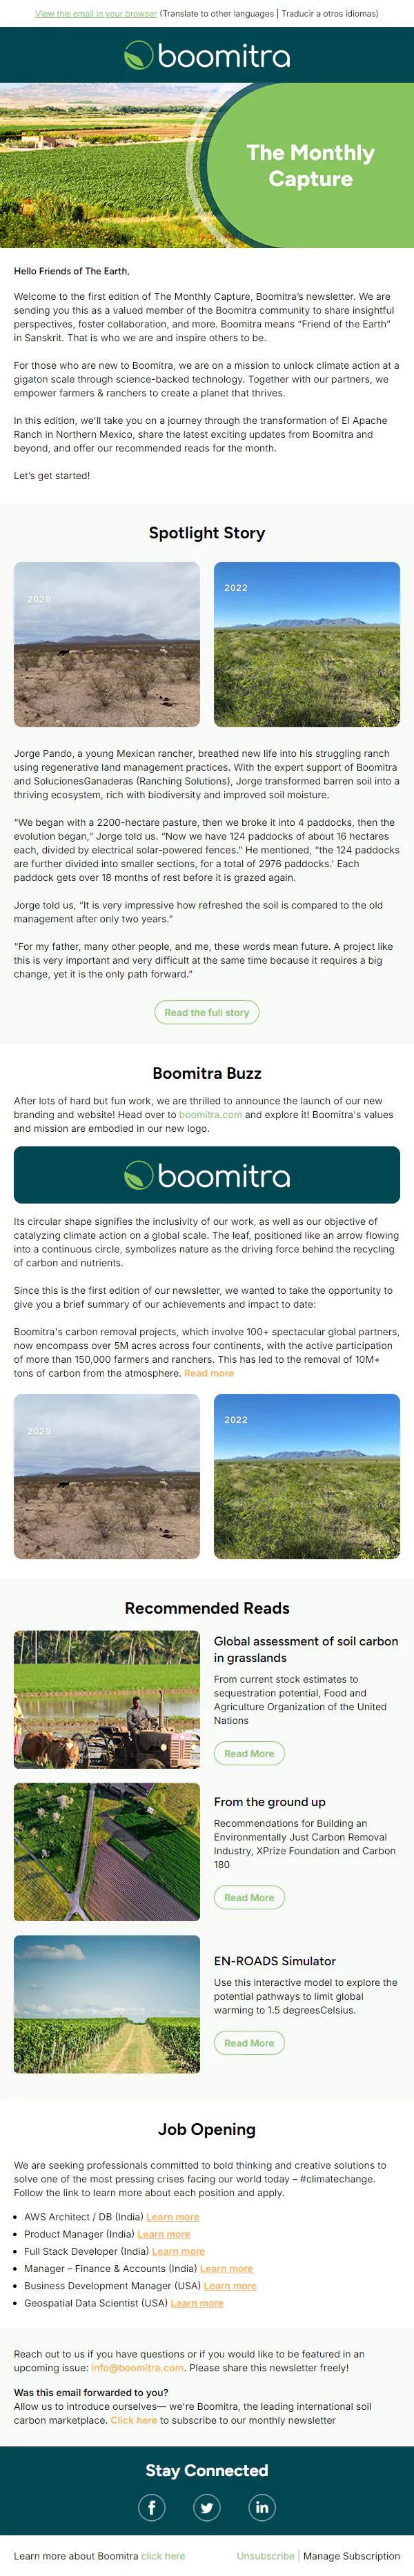 View this email in your browser (Translate to other languages | Traducir a otros idiomas)
boomitra
The Monthly
Capture
Hello Friends of The Earth,
Welcome to the first edition of The Monthly Capture, Boomitra's newsletter. We are
sending you this as a valued member of the Boomitra community to share insightful
perspectives, foster collaboration, and more. Boomitra means "Friend of the Earth"
in Sanskrit. That is who we are and inspire others to be.
For those who are new to Boomitra, we are on a mission to unlock climate action at a
gigaton scale through science-backed technology. Together with our partners, we
empower farmers & ranchers to create a planet that thrives.
In this edition, we'll take you on a journey through the transformation of El Apache
Ranch in Northern Mexico, share the latest exciting updates from Boomitra and
beyond, and offer our recommended reads for the month.
Let's get started!
Spotlight Story
2020
2022
Jorge Pando, a young Mexican rancher, breathed new life into his struggling ranch
using regenerative land management practices. With the expert support of Boomitra
and SolucionesGanaderas (Ranching Solutions), Jorge transformed barren soil into a
thriving ecosystem, rich with biodiversity and improved soil moisture.
"We began with a 2200-hectare pasture, then we broke it into 4 paddocks, then the
evolution began," Jorge told us. "Now we have 124 paddocks of about 16 hectares
each, divided by electrical solar-powered fences." He mentioned, "the 124 paddocks
are further divided into smaller sections, for a total of 2976 paddocks.' Each
paddock gets over 18 months of rest before it is grazed again.
Jorge told us, "It is very impressive how refreshed the soil is compared to the old
management after only two years."
"For my father, many other people, and me, these words mean future. A project like
this is very important and very difficult at the same time because it requires a big
change, yet it is the only path forward."
Read the full story
Boomitra Buzz
After lots of hard but fun work, we are thrilled to announce the launch of our new
branding and website! Head over to boomitra.com and explore it! Boomitra's values
and mission are embodied in our new logo.
boomitra
Its circular shape signifies the inclusivity of our work, as well as our objective of
catalyzing climate action on a global scale. The leaf, positioned like an arrow flowing
into a continuous circle, symbolizes nature as the driving force behind the recycling
of carbon and nutrients.
Since this is the first edition of our newsletter, we wanted to take the opportunity to
give you a brief summary of our achievements and impact to date:
Boomitra's carbon removal projects, which involve 100+ spectacular global partners,
now encompass over 5M acres across four continents, with the active participation
of more than 150,000 farmers and ranchers. This has led to the removal of 10M+
tons of carbon from the atmosphere. Read more
2020
2022
Recommended Reads
Global assessment of soil carbon
in grasslands
From current stock estimates to
sequestration potential, Food and
Agriculture Organization of the United
Nations
Read More
From the ground up
Recommendations for Building an
Environmentally Just Carbon Removal
Industry, XPrize Foundation and Carbon
180
Read More
EN-ROADS Simulator
Use this interactive model to explore the
potential pathways to limit global
warming to 1.5 degreesCelsius.
Read More
Job Opening
We are seeking professionals committed to bold thinking and creative solutions to
solve one of the most pressing crises facing our world today – #climatechange.
Follow the link to learn more about each position and apply.
• AWS Architect / DB (India) Learn more
• Product Manager (India) Learn more
• Full Stack Developer (India) Learn more
• Manager – Finance & Accounts (India) Learn more
• Business Development Manager (USA) Learn more
• Geospatial Data Scientist (USA) Learn more
Reach out to us if you have questions or if you would like to be featured in an
upcoming issue: info@boomitra.com. Please share this newsletter freely!
Was this email forwarded to you?
Allow us to introduce ourselves— we're Boomitra, the leading international soil
carbon marketplace. Click here to subscribe to our monthly newsletter
Stay Connected
Learn more about Boomitra click here
Unsubscribe | Manage Subscription